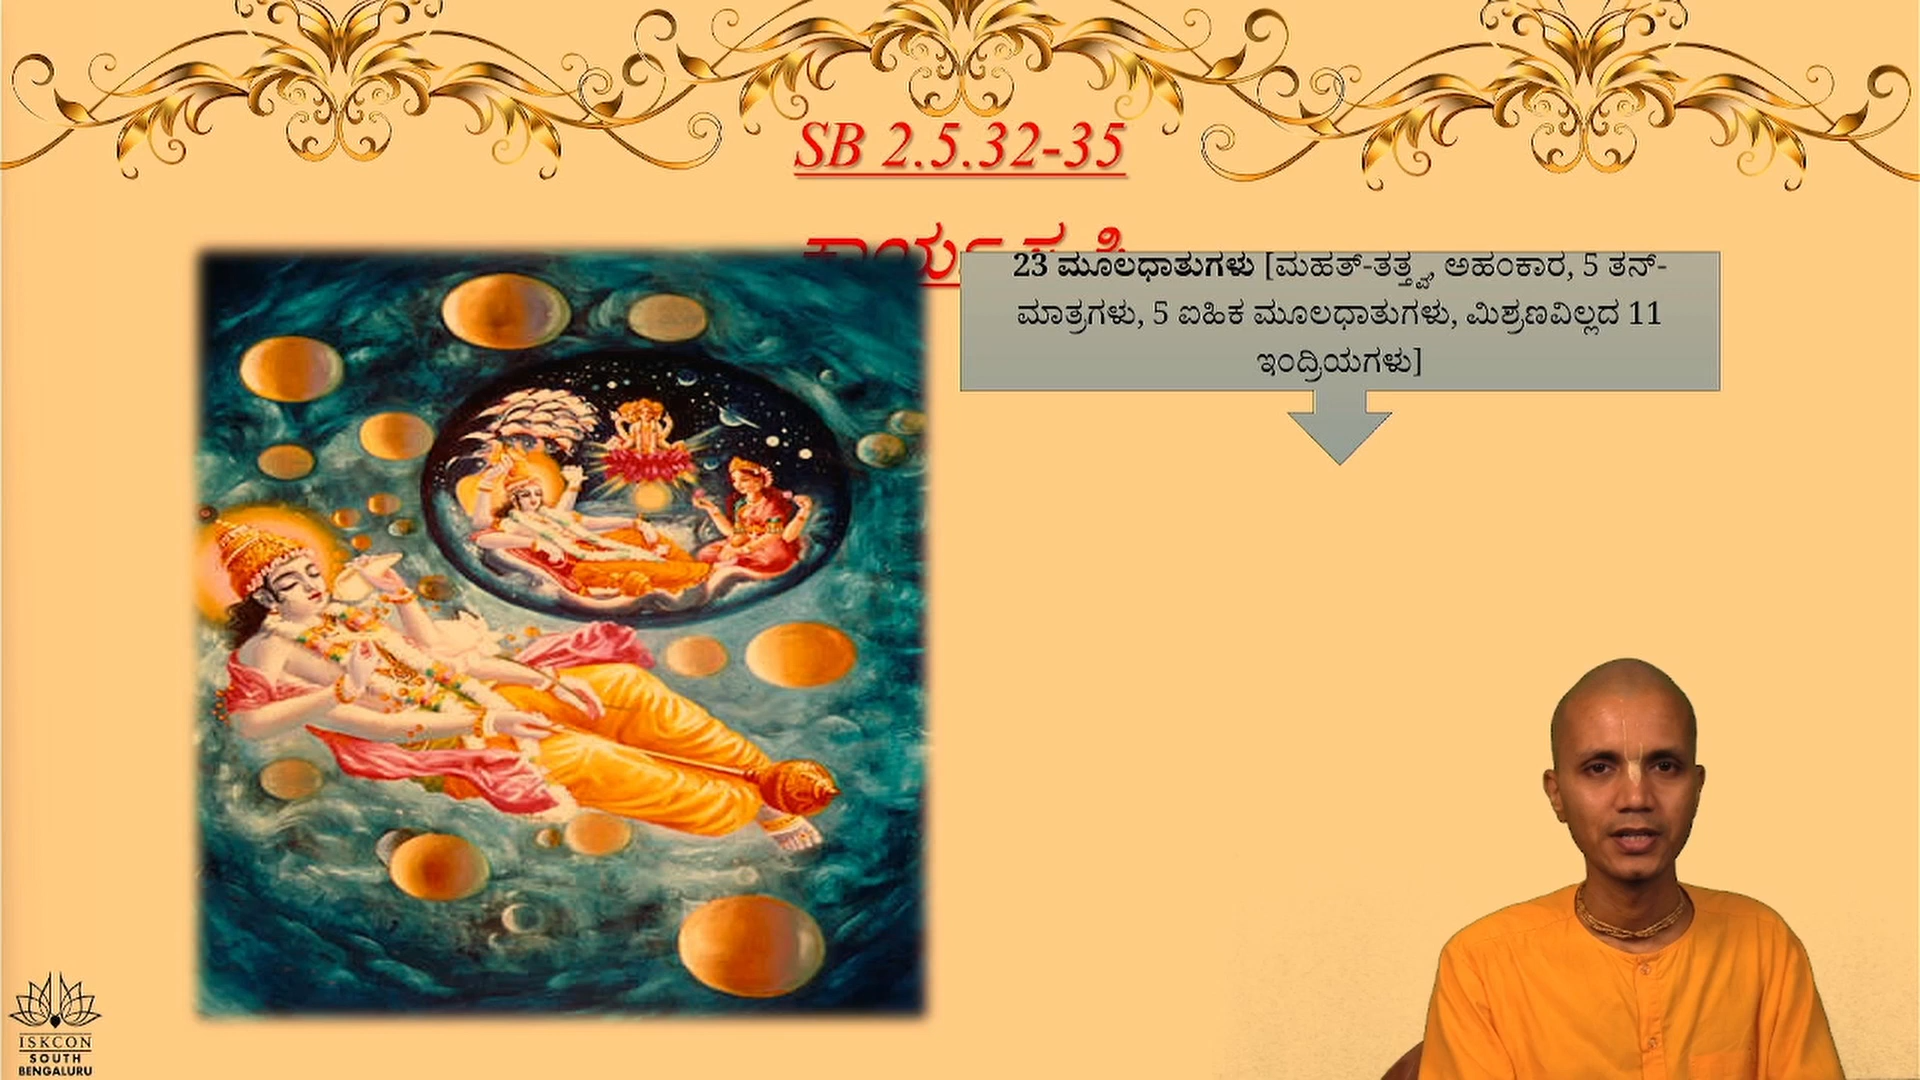 SB 2.5.32-35
23 ಮೂಲಧಾತುಗಳು [ಮಹತ್-ತತ್ತ್ವ, ಅಹಂಕಾರ, 5 ತನ್-
ಮಾತ್ರಗಳು, 5 ಐಹಿಕ ಮೂಲಧಾತುಗಳು, ಮಿಶ್ರಣವಿಲ್ಲದ 11
ಇಂದ್ರಿಯಗಳು]
ISKCON
SOUTH
BENGALURU